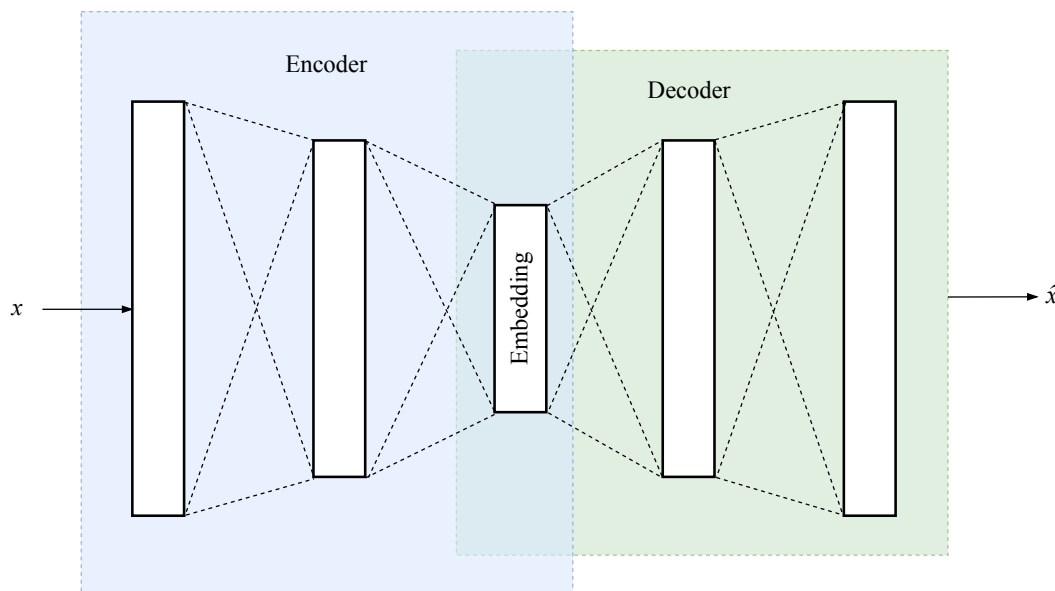 Encoder
Decoder
x
Embedding
x̂